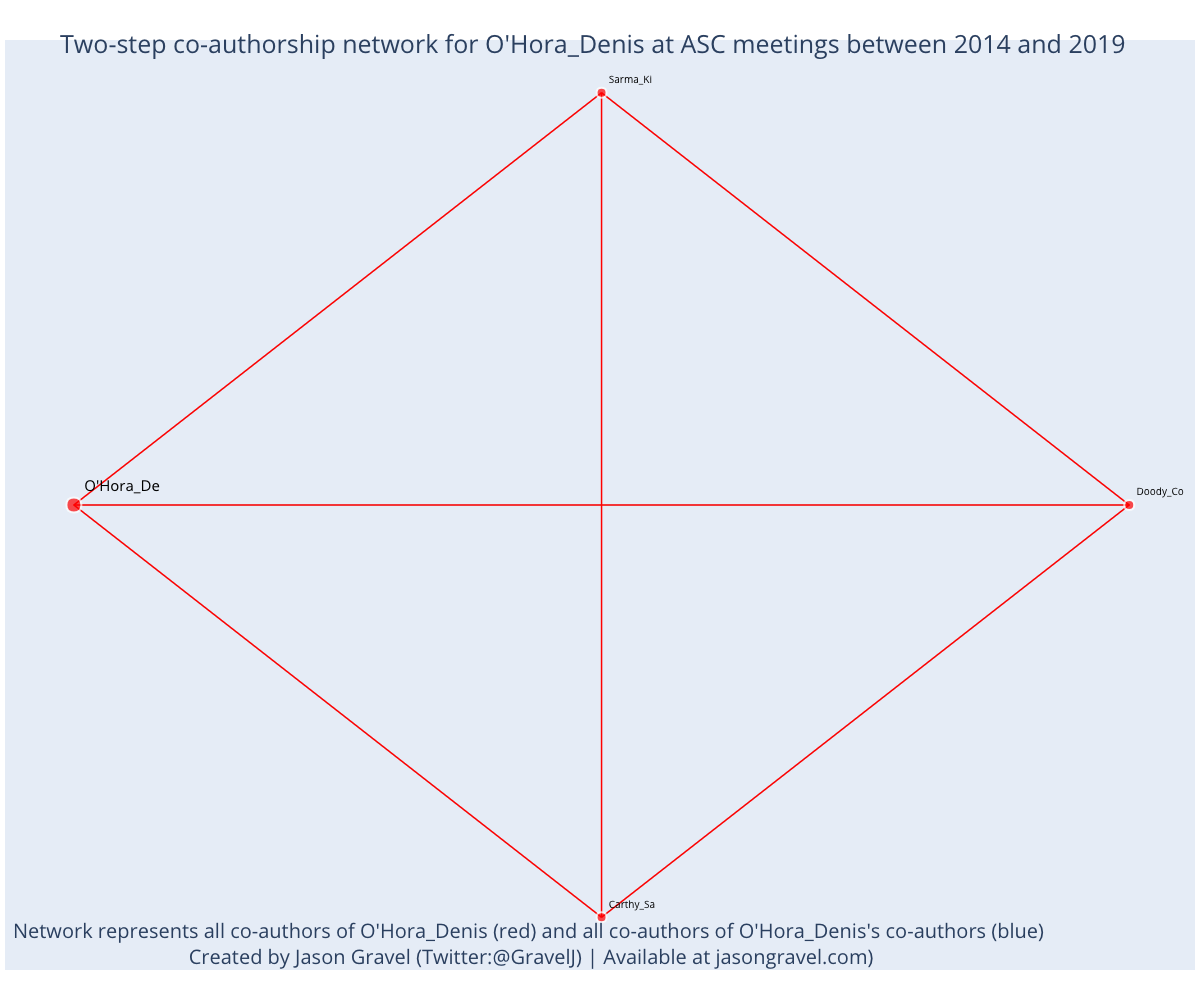 Two-step co-authorship network for O'Hora_Denis at ASC meetings between 2014 and 2019
Sarma_Ki
O'Hora_De
Doody_Co
Carthy_Sa
Network represents all co-authors of O'Hora_Denis (red) and all co-authors of O'Hora_Denis's co-authors (blue)
Created by Jason Gravel (Twitter:@GravelJ) | Available at jasongravel.com)